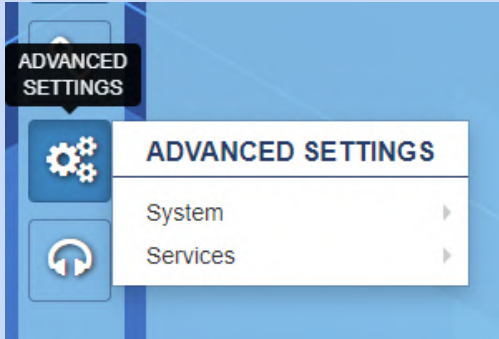 ADVANCED
SETTINGS
ADVANCED SETTINGS
System
Services